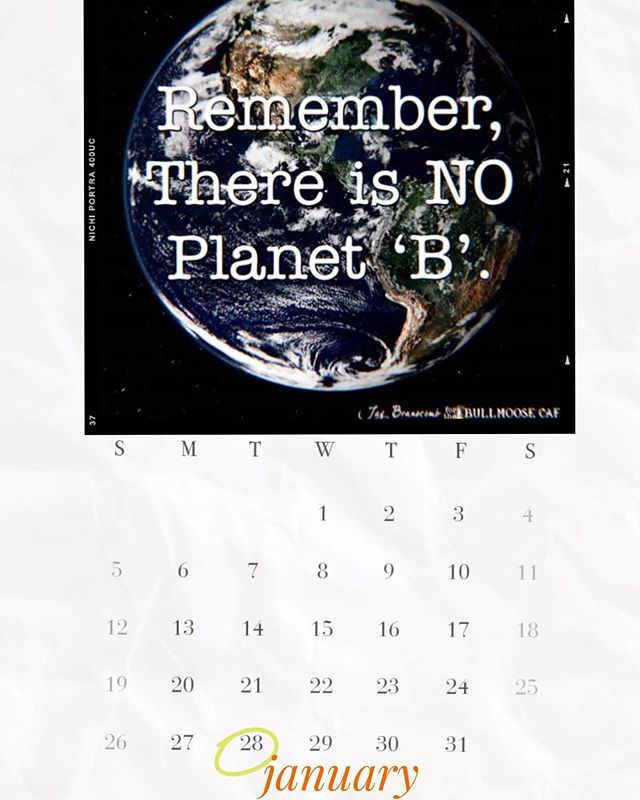 Remember,
There is NO
Planet ‘B’.
NICHI PORTRA 400UC
21
37
for the BULLMOOSE CAF
S M T W T F S
1 2 3 4
5 6 7 8 9 10 11
12 13 14 15 16 17 18
19 20 21 22 23 24 25
26 27 28 29 30 31
january